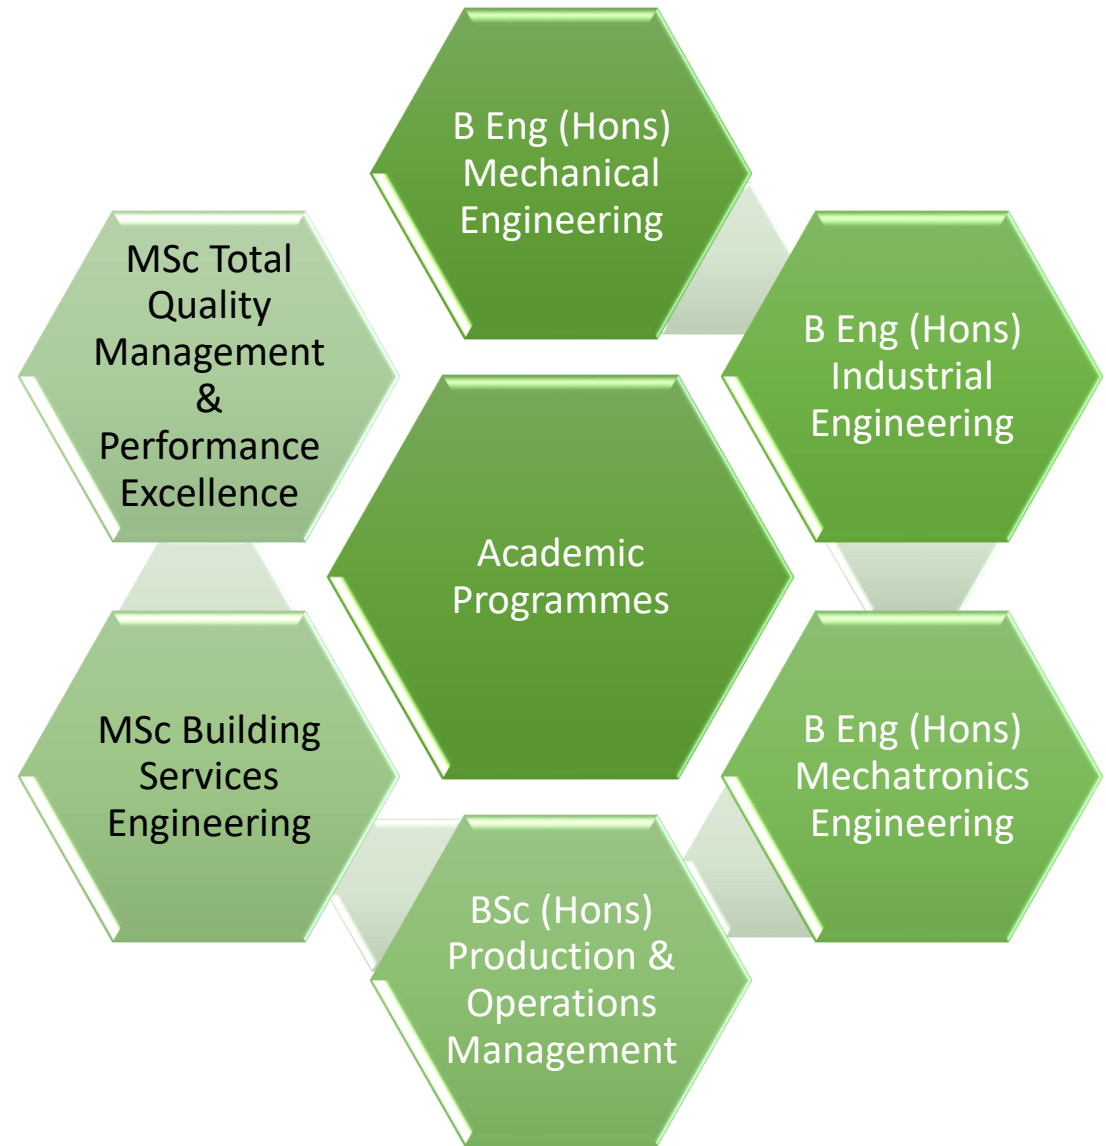 B Eng (Hons)
Mechanical
Engineering
B Eng (Hons)
Industrial
Engineering
B Eng (Hons)
Mechatronics
Engineering
BSc (Hons)
Production &
Operations
Management
MSc Building
Services
Engineering
MSc Total
Quality
Management
&
Performance
Excellence
Academic
Programmes